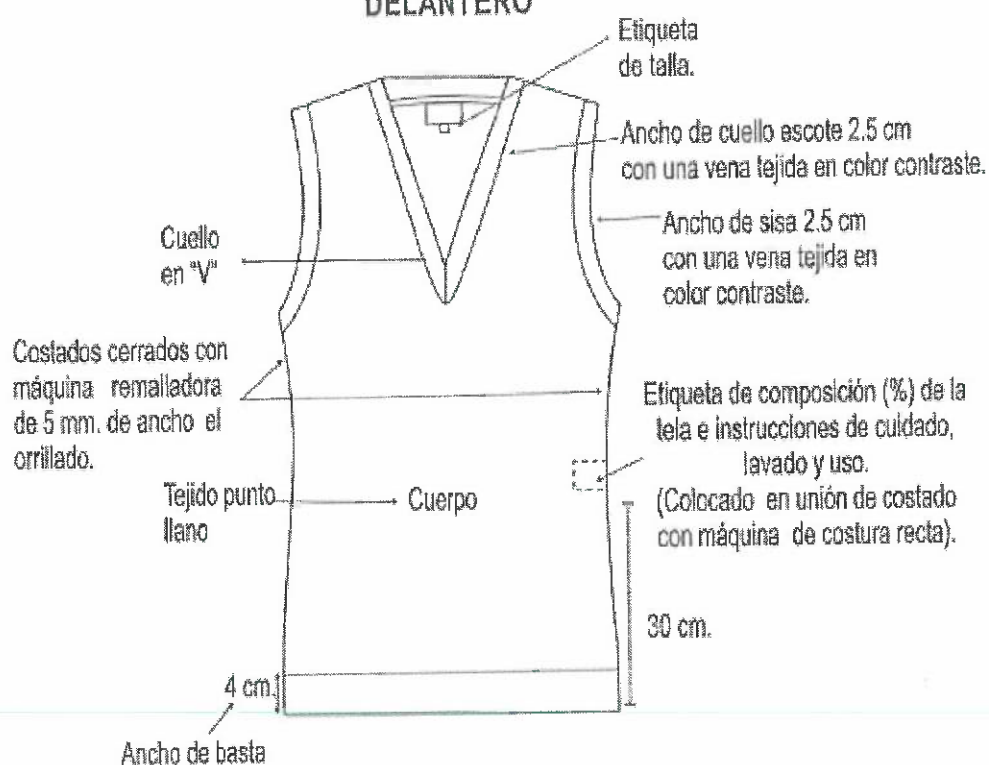 DELANTERO
Etiqueta
de talla.
Ancho de cuello escote 2.5 cm
con una vena tejida en color contraste.
Ancho de sisa 2.5 cm
con una vena tejida en
color contraste.
Cuello
en "V"
Costados cerrados con
máquina remalladora
de 5 mm. de ancho el
orrillado.
Etiqueta de composición (%) de la
tela e instrucciones de cuidado,
lavado y uso.
(Colocado en unión de costado
con máquina de costura recta).
Tejido punto
llano
Cuerpo
30 cm.
4 cm.
Ancho de basta